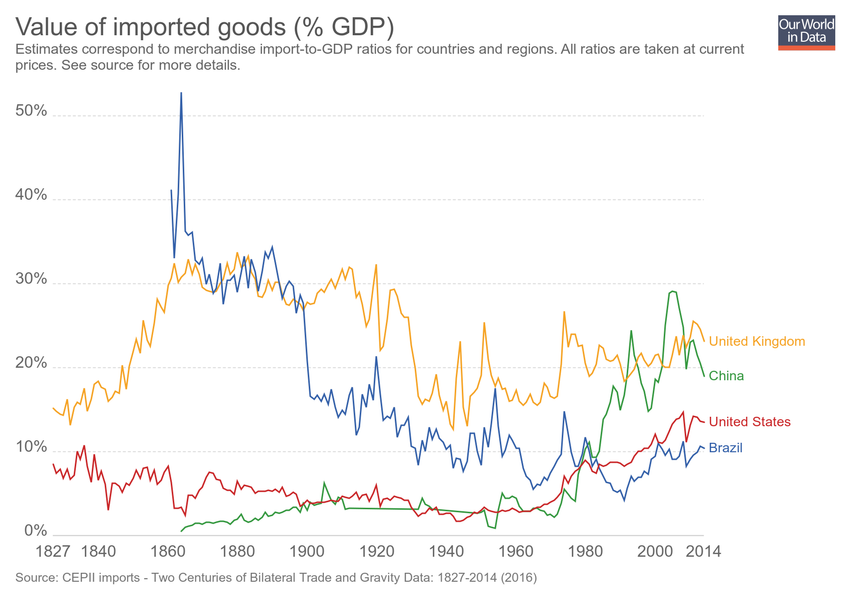 Value of imported goods (% GDP)
Our World
in Data
Estimates correspond to merchandise import-to-GDP ratios for countries and regions. All ratios are taken at current
prices. See source for more details.
50%
40%
30%
20%
10%
0%
United Kingdom
China
United States
Brazil
1827 1840 1860 1880 1900 1920 1940 1960 1980 2000 2014
Source: CEPII imports - Two Centuries of Bilateral Trade and Gravity Data: 1827-2014 (2016)